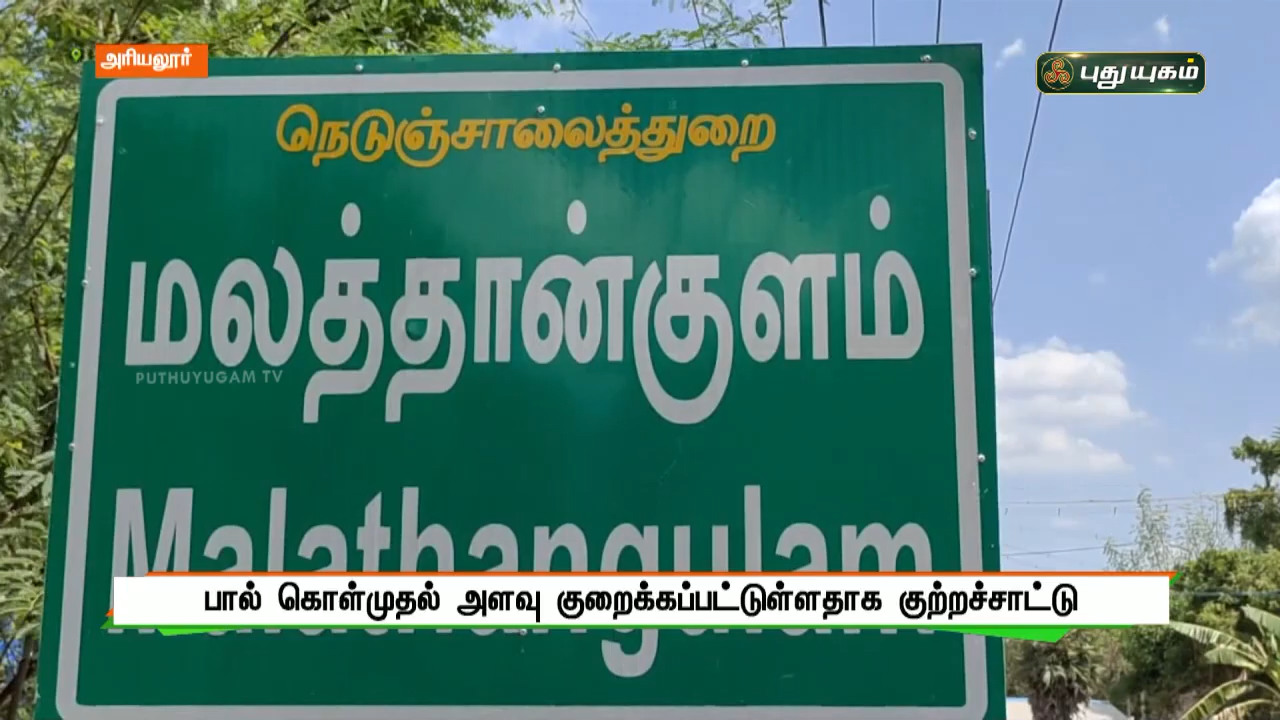 அரியலூர்
புதுயுகம்
நெடுஞ்சாலைத்துறை
மலத்தான்குளம்
PUTHUYUGAM TV
Malathangulam
பால் கொள்முதல் அளவு குறைக்கப்பட்டுள்ளதாக குற்றச்சாட்டு